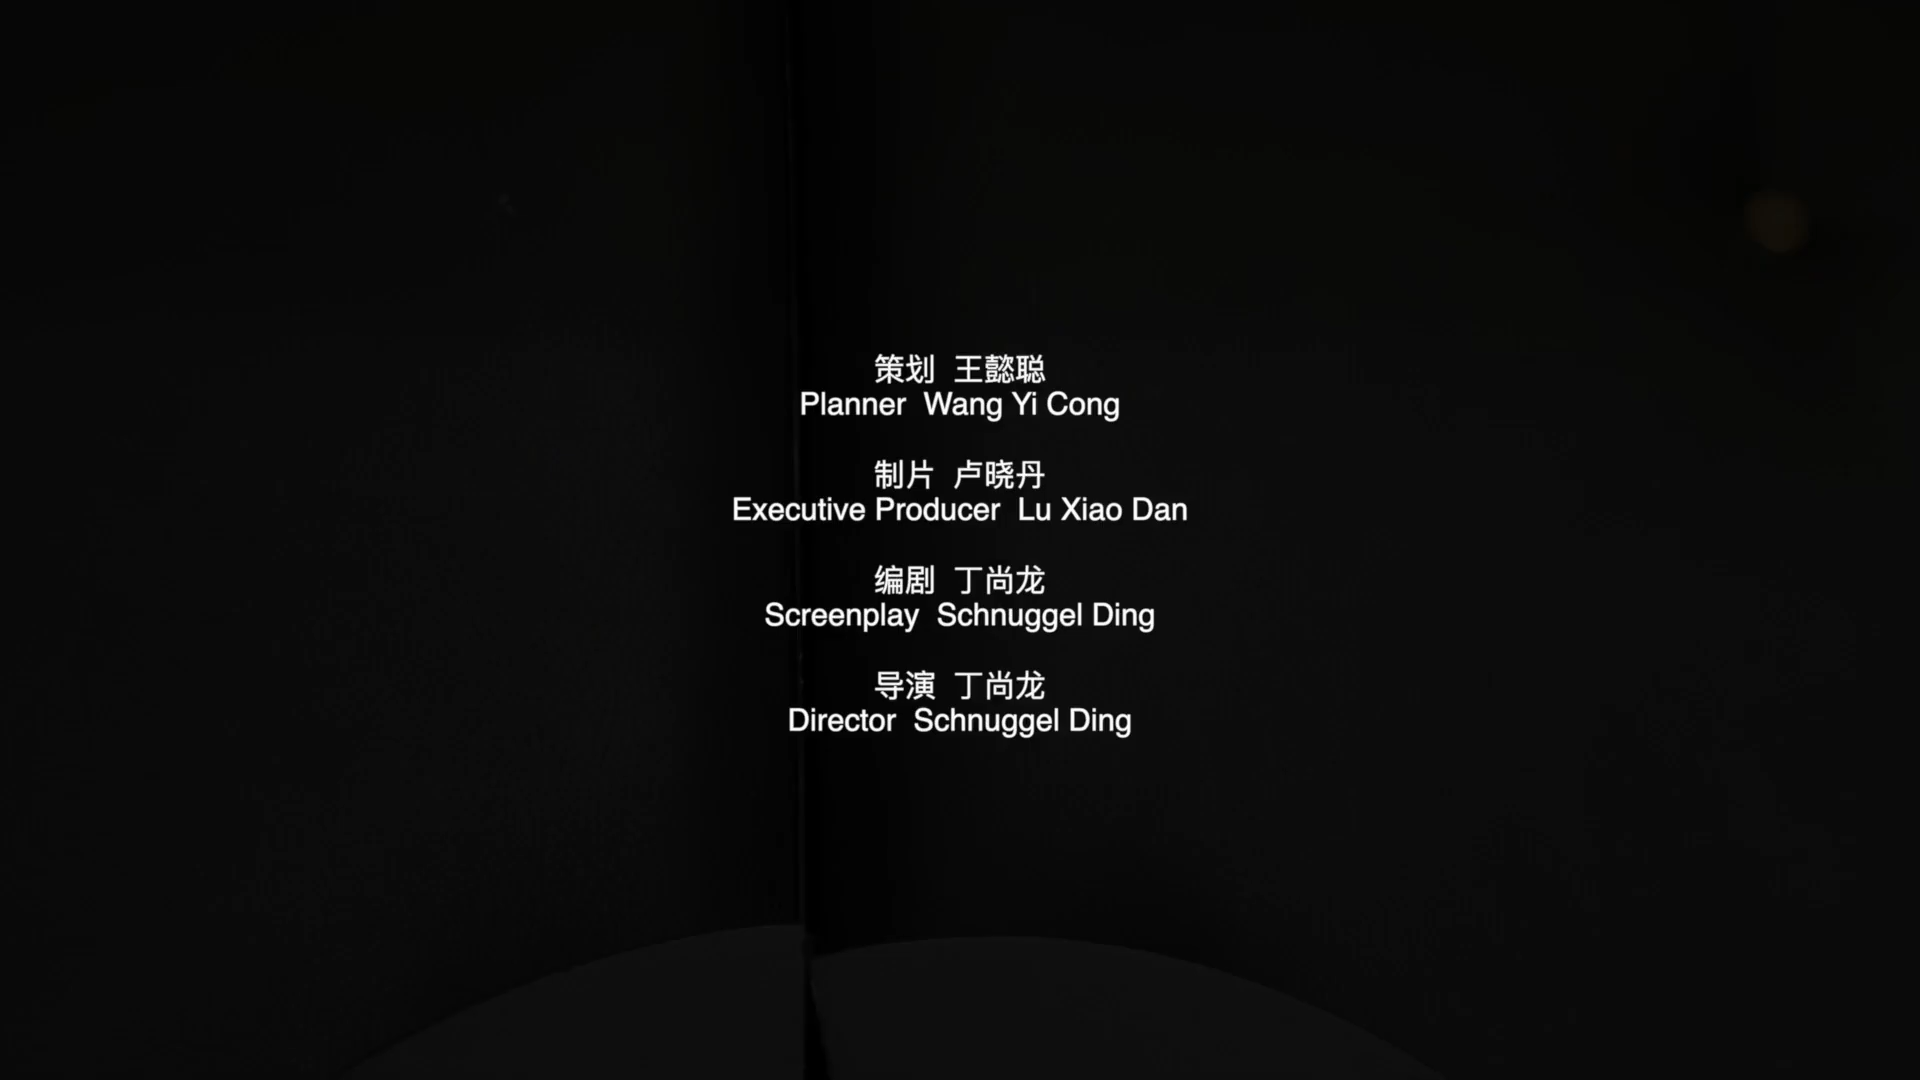 策划 王懿聪
Planner Wang Yi Cong
制片 卢晓丹
Executive Producer Lu Xiao Dan
编剧 丁尚龙
Screenplay Schnuggel Ding
导演 丁尚龙
Director Schnuggel Ding